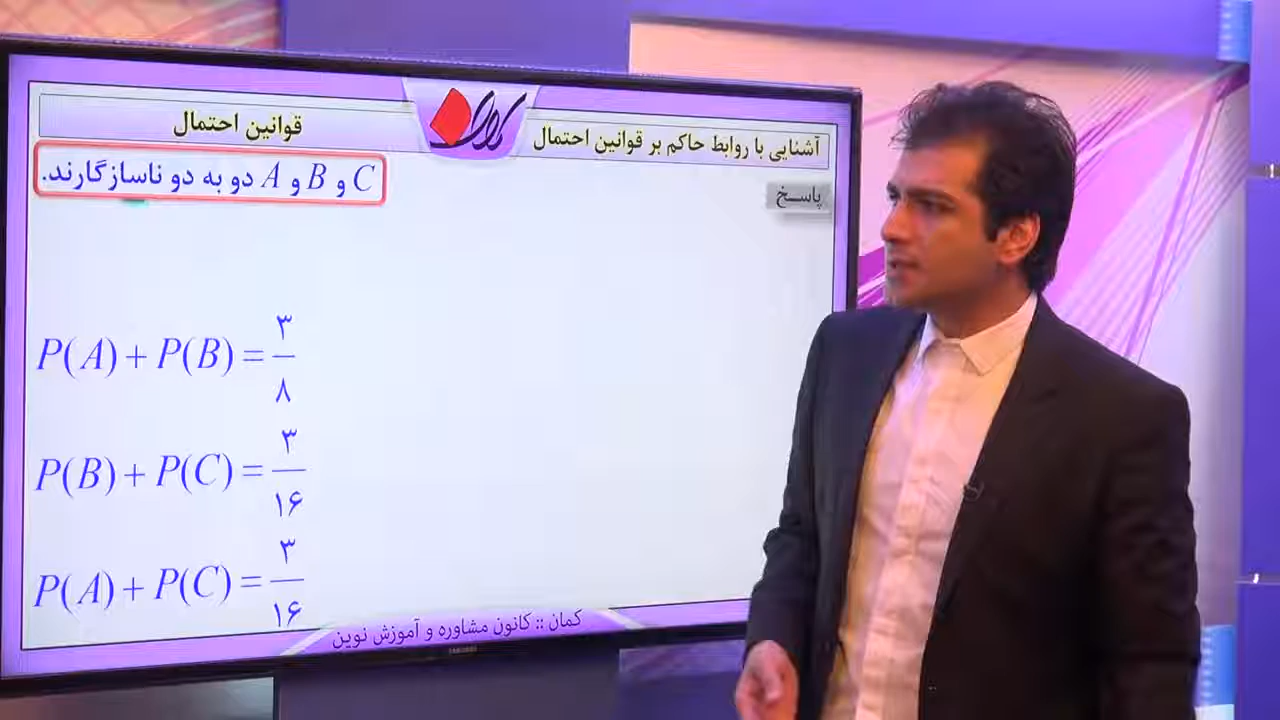 آشنایی با روابط حاکم بر قوانین احتمال
قوانین احتمال
C و B و A دو به دو ناسازگارند.
پاسخ
P(A) + P(B) = ۳/۸
P(B) + P(C) = ۳/۱۶
P(A) + P(C) = ۳/۱۶
کمان :: کانون مشاوره و آموزش نوین